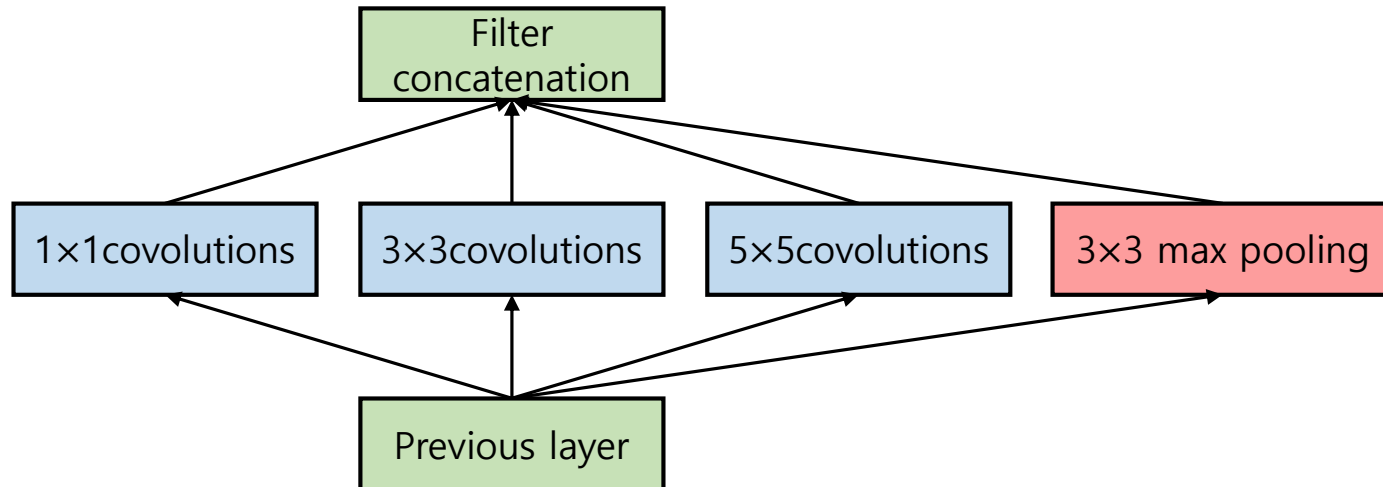 Filter
concatenation
1×1covolutions
3×3covolutions
5×5covolutions
3×3 max pooling
Previous layer